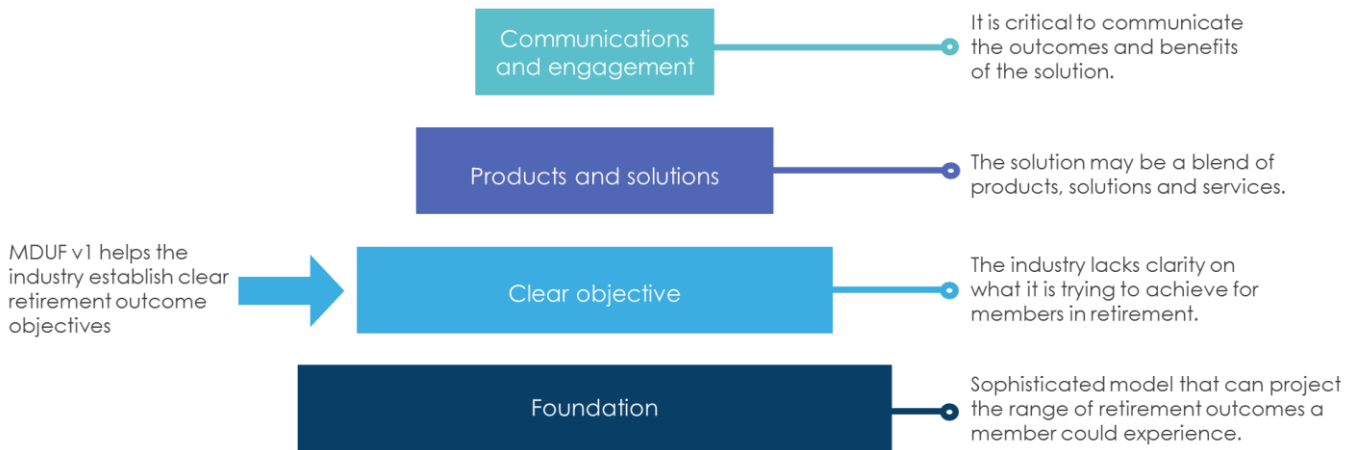 Communications
and engagement
It is critical to communicate
the outcomes and benefits
of the solution.
Products and solutions
The solution may be a blend of
products, solutions and services.
MDUF v1 helps the
industry establish clear
retirement outcome
objectives
Clear objective
The industry lacks clarity on
what it is trying to achieve for
members in retirement.
Foundation
Sophisticated model that can project
the range of retirement outcomes a
member could experience.